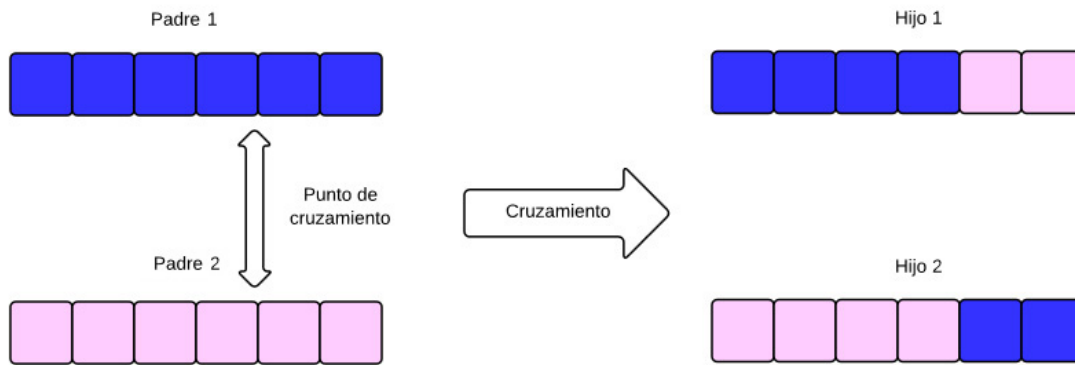 Padre 1
Hijo 1
Punto de
cruzamiento
Cruzamiento
Padre 2
Hijo 2